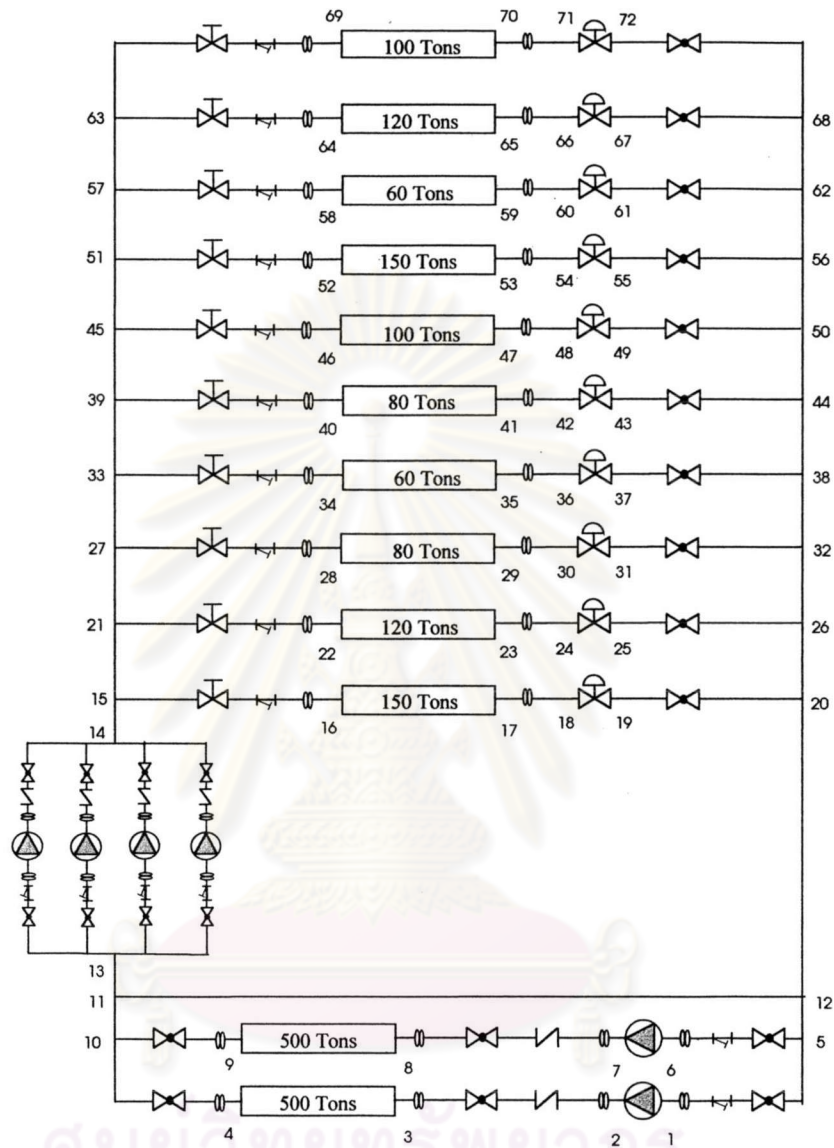 69 70 71 72
100 Tons
63 120 Tons 68
64 65 66 67
57 60 Tons 62
58 59 60 61
51 150 Tons 56
52 53 54 55
45 100 Tons 50
46 47 48 49
39 80 Tons 44
40 41 42 43
33 60 Tons 38
34 35 36 37
27 80 Tons 32
28 29 30 31
21 120 Tons 26
22 23 24 25
15 150 Tons 20
16 17 18 19
14
13
11 12
10 500 Tons 5
9 8 7 6
500 Tons
4 3 2 1